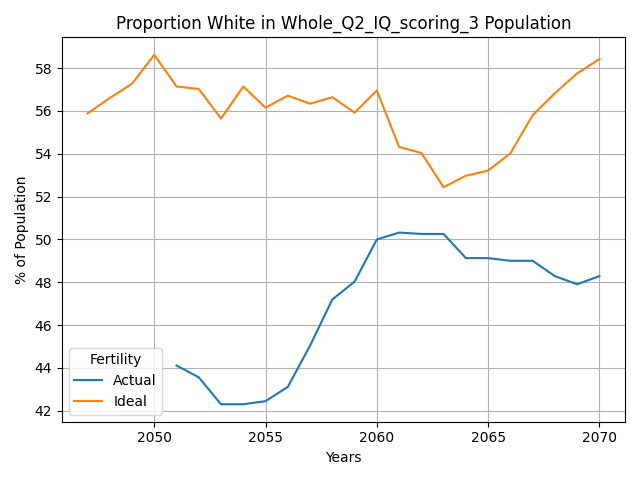 Proportion White in Whole_Q2_IQ_scoring_3 Population
% of Population
58
56
54
52
50
48
46
44
42
Fertility
Actual
Ideal
2050 2055 2060 2065 2070
Years